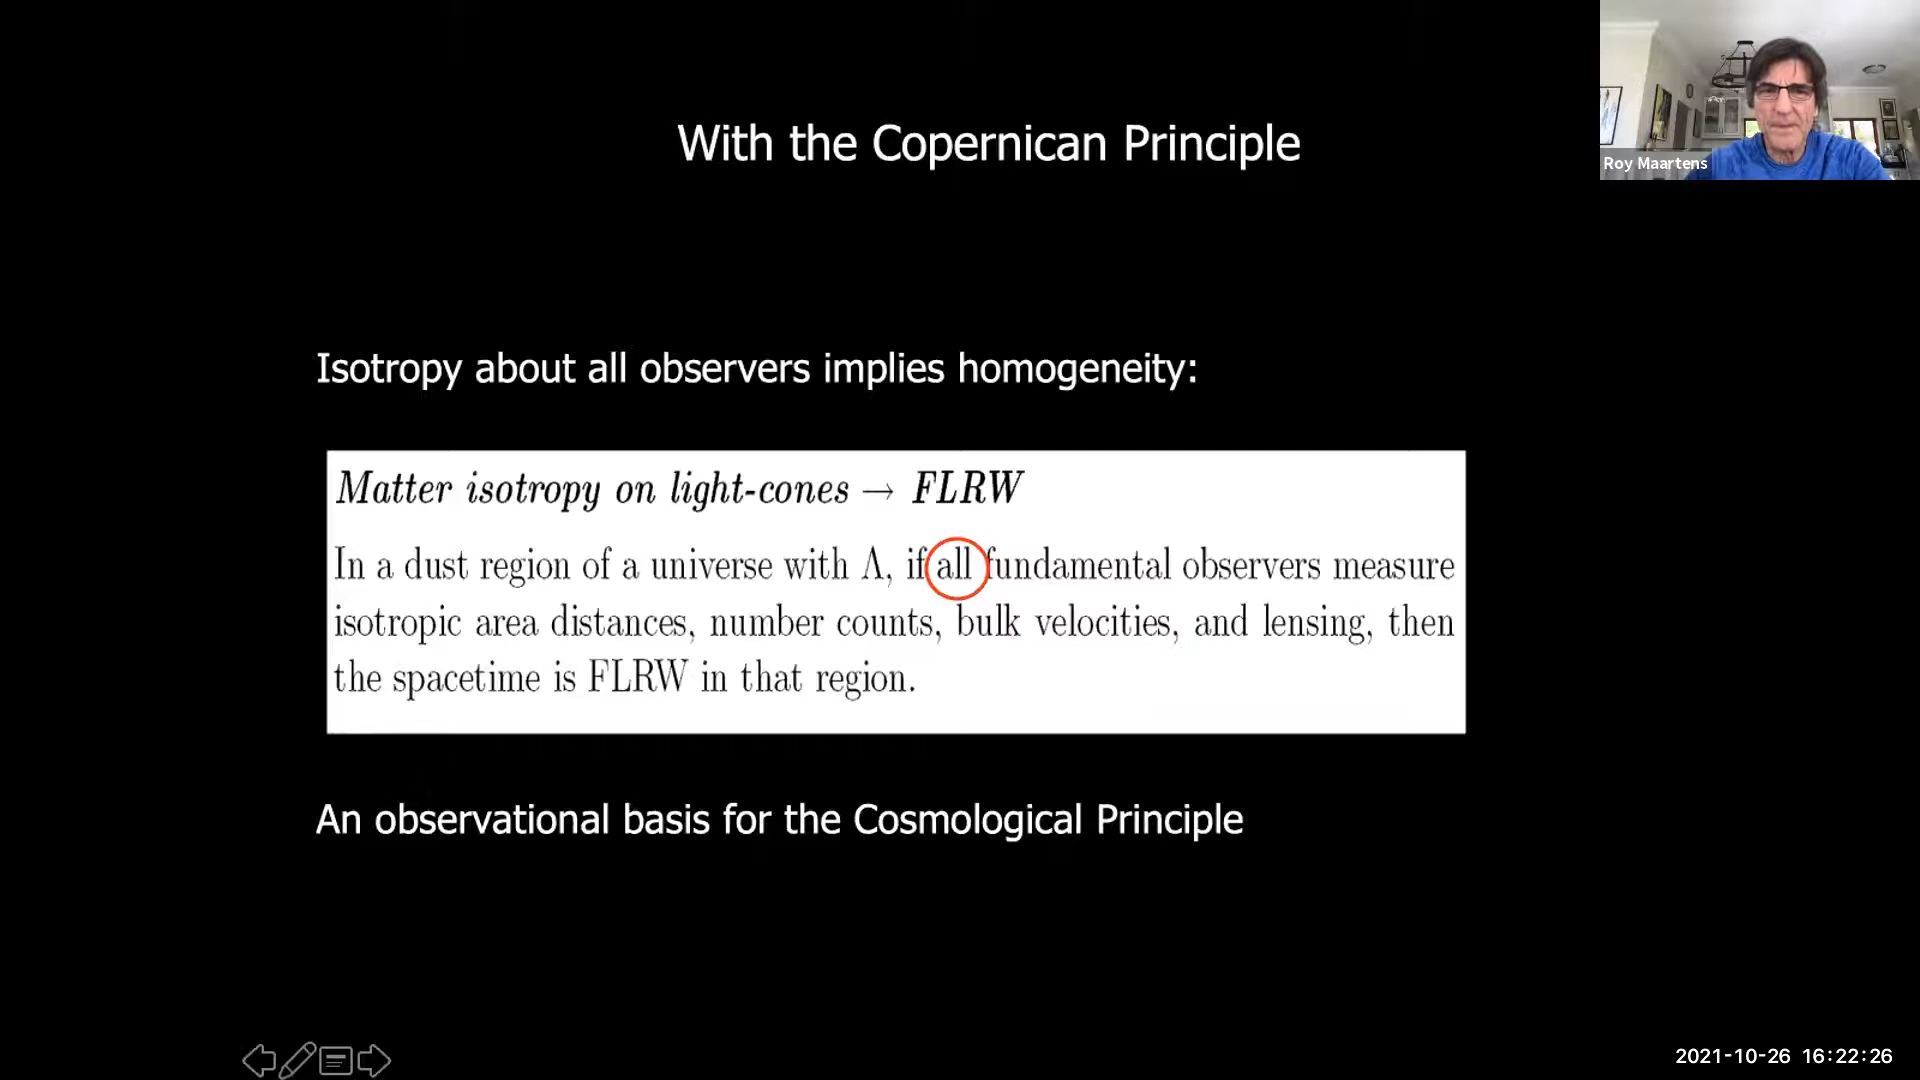 With the Copernican Principle
Roy Maartens
Isotropy about all observers implies homogeneity:
Matter isotropy on light-cones → FLRW
In a dust region of a universe with Λ, if all fundamental observers measure
isotropic area distances, number counts, bulk velocities, and lensing, then
the spacetime is FLRW in that region.
An observational basis for the Cosmological Principle
2021-10-26 16:22:26